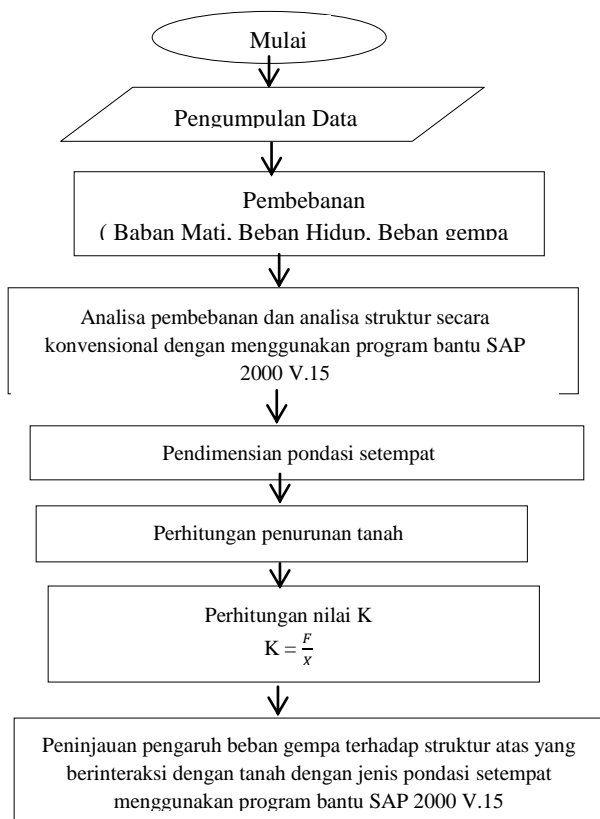 Mulai
Pengumpulan Data
Pembebanan
( Baban Mati, Beban Hidup, Beban gempa
Analisa pembebanan dan analisa struktur secara
konvensional dengan menggunakan program bantu SAP
2000 V.15
Pendimensian pondasi setempat
Perhitungan penurunan tanah
Perhitungan nilai K
K = F/X
Peninjauan pengaruh beban gempa terhadap struktur atas yang
berinteraksi dengan tanah dengan jenis pondasi setempat
menggunakan program bantu SAP 2000 V.15